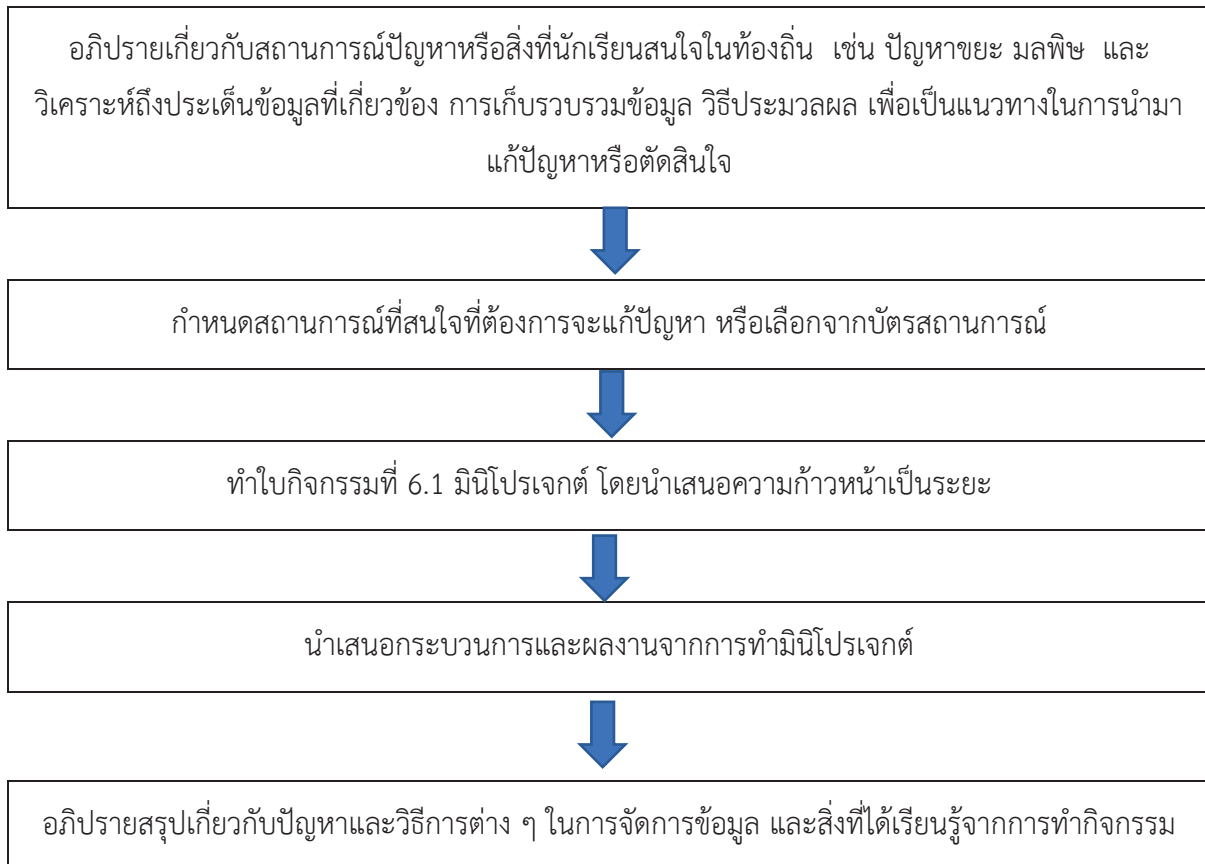 อภิปรายเกี่ยวกับสถานการณ์ปัญหาหรือสิ่งที่นักเรียนสนใจในท้องถิ่น เช่น ปัญหาขยะ มลพิษ และ
วิเคราะห์ถึงประเด็นข้อมูลที่เกี่ยวข้อง การเก็บรวบรวมข้อมูล วิธีประมวลผล เพื่อเป็นแนวทางในการนำมา
แก้ปัญหาหรือตัดสินใจ
กำหนดสถานการณ์ที่สนใจที่ต้องการจะแก้ปัญหา หรือเลือกจากบัตรสถานการณ์
ทำใบกิจกรรมที่ 6.1 มินิโปรเจกต์ โดยนำเสนอความก้าวหน้าเป็นระยะ
นำเสนอกระบวนการและผลงานจากการทำมินิโปรเจกต์
อภิปรายสรุปเกี่ยวกับปัญหาและวิธีการต่าง ๆ ในการจัดการข้อมูล และสิ่งที่ได้เรียนรู้จากการทำกิจกรรม